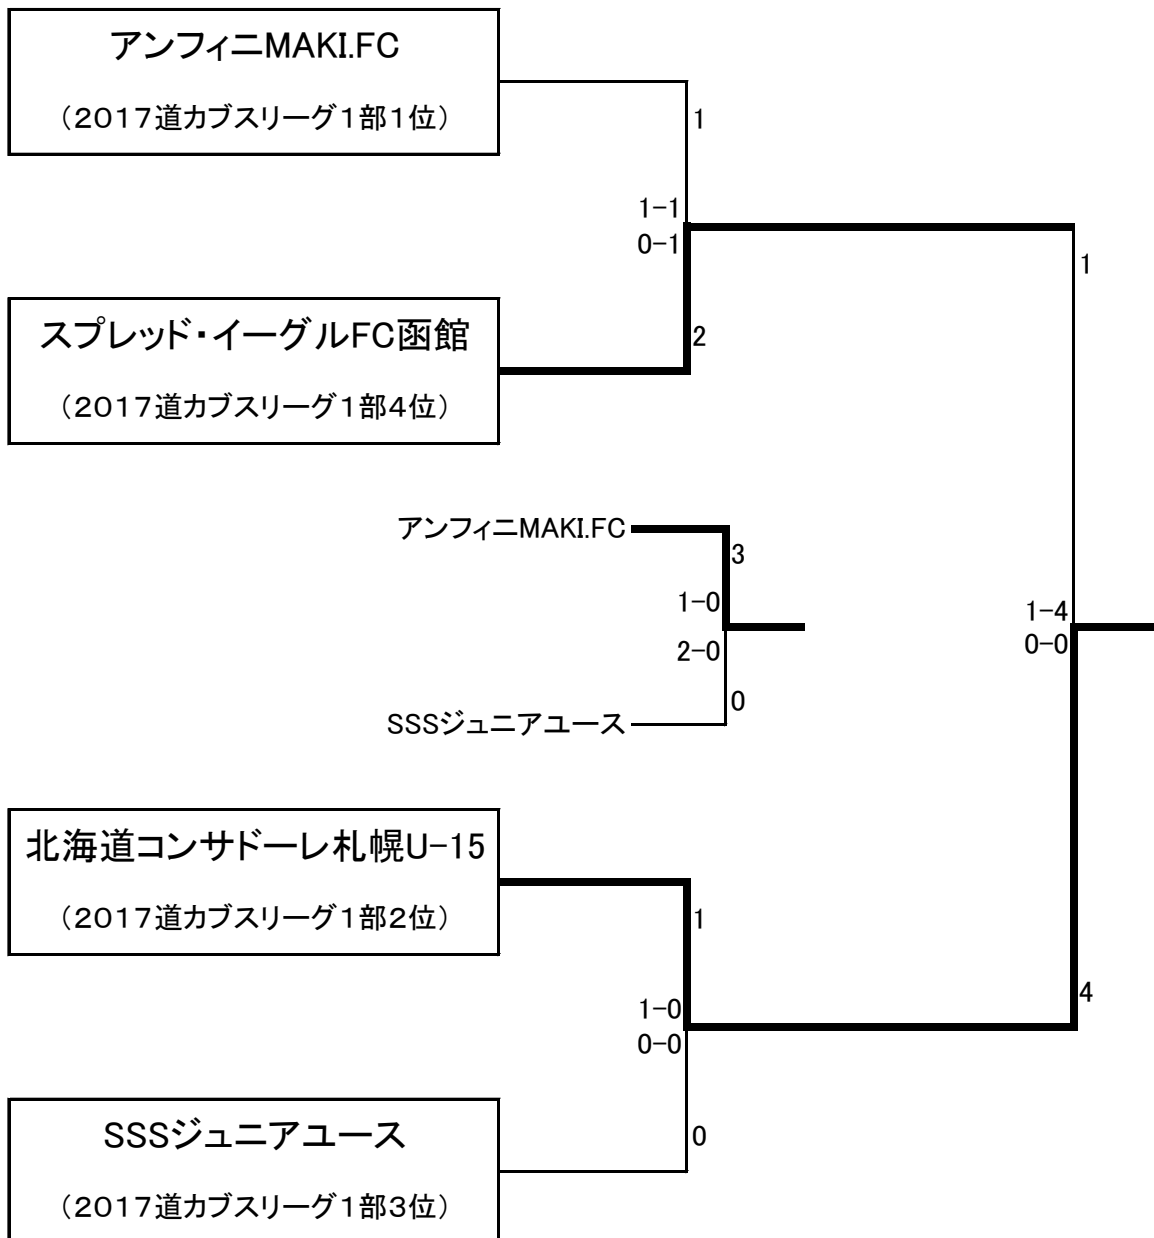 アンフィニMAKI.FC
（２０１７道カブスリーグ１部１位）
1
1-1
0-1
1
スプレッド・イーグルFC函館
2
（２０１７道カブスリーグ１部４位）
アンフィニMAKI.FC
3
1-0
2-0
1-4
0-0
0
SSSジュニアユース
北海道コンサドーレ札幌U-15
（２０１７道カブスリーグ１部２位）
1
4
1-0
0-0
SSSジュニアユース
0
（２０１７道カブスリーグ１部３位）